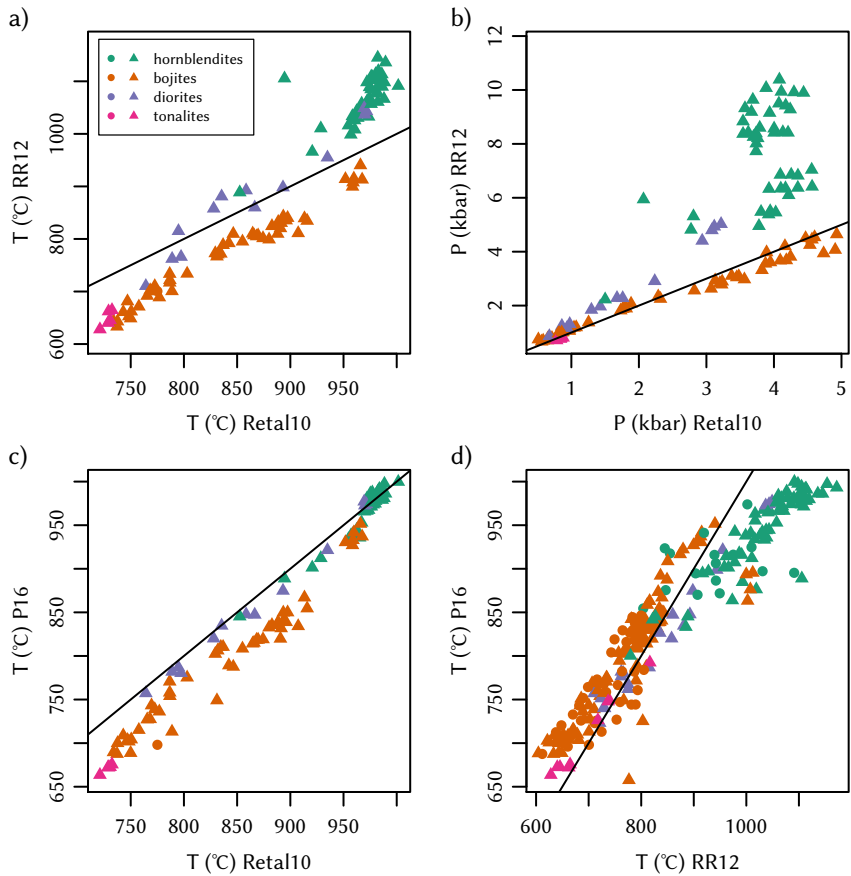 a)
hornblendites
bojites
diorites
tonalites
T (℃) RR12
600 800 1000
750 800 850 900 950
T (℃) Retal10
b)
P (kbar) RR12
2 4 6 8 10 12
1 2 3 4 5
P (kbar) Retal10
c)
T (℃) P16
650 750 850 950
750 800 850 900 950
T (℃) Retal10
d)
T (℃) P16
650 750 850 950
600 800 1000
T (℃) RR12